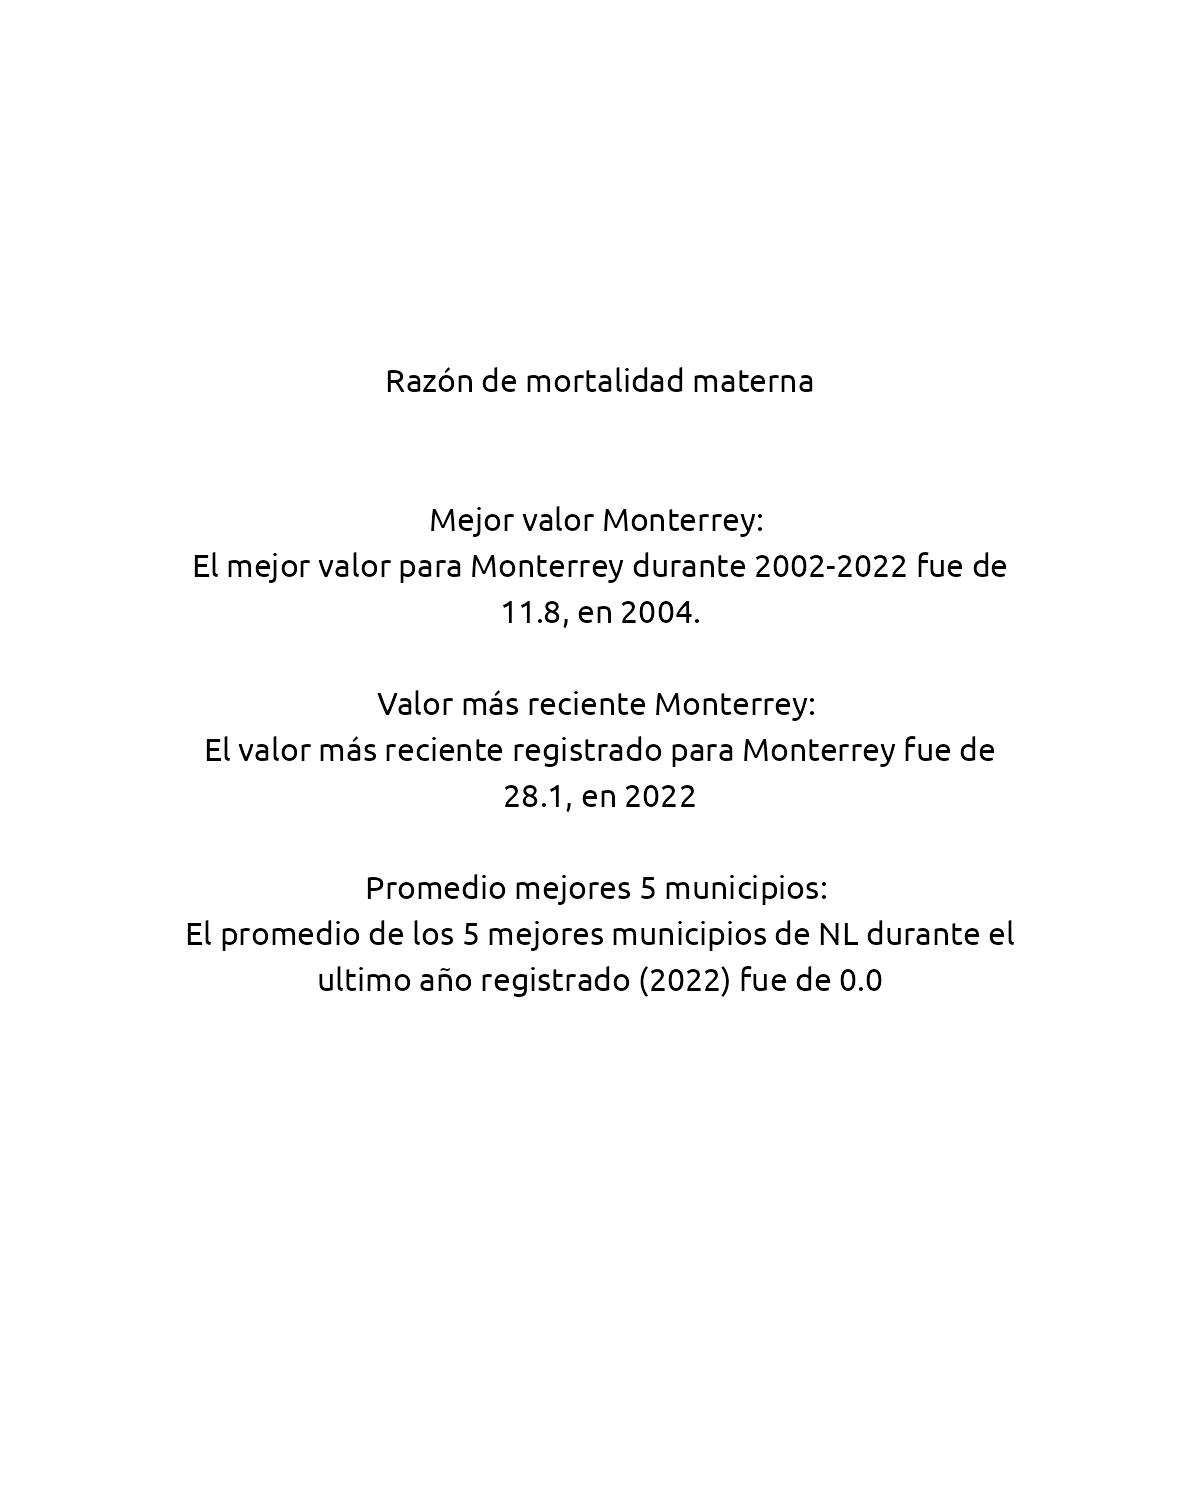 Razón de mortalidad materna
Mejor valor Monterrey:
El mejor valor para Monterrey durante 2002-2022 fue de
11.8, en 2004.
Valor más reciente Monterrey:
El valor más reciente registrado para Monterrey fue de
28.1, en 2022
Promedio mejores 5 municipios:
El promedio de los 5 mejores municipios de NL durante el
ultimo año registrado (2022) fue de 0.0